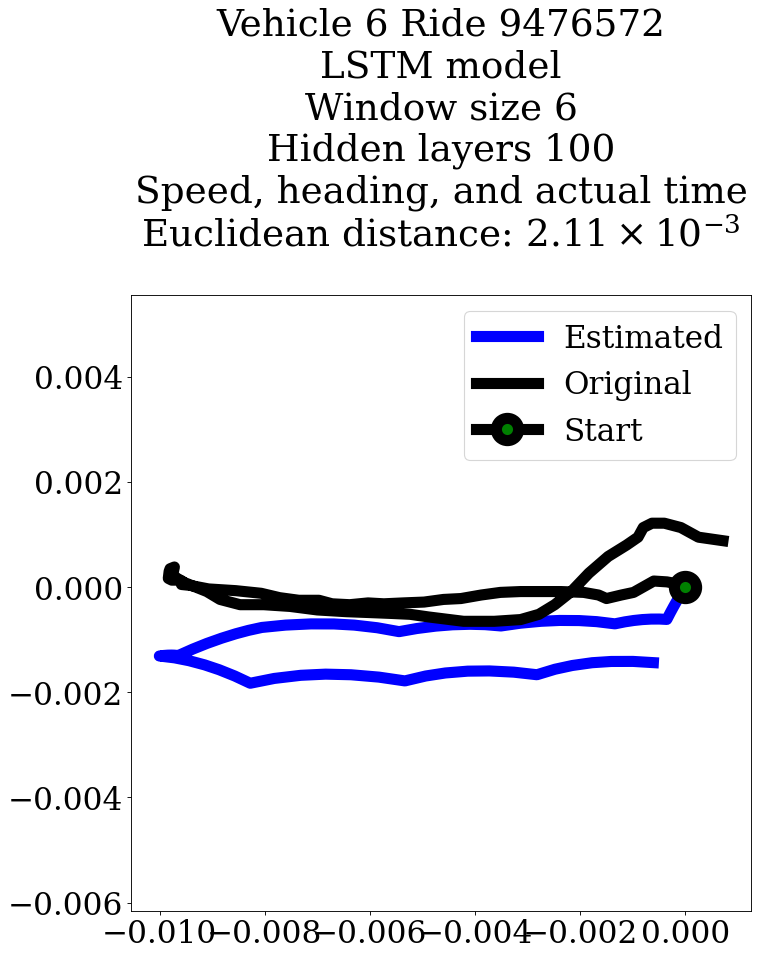 Vehicle 6 Ride 9476572
LSTM model
Window size 6
Hidden layers 100
Speed, heading, and actual time
Euclidean distance: 2.11 × 10⁻³
Estimated
Original
Start
0.004
0.002
0.000
−0.002
−0.004
−0.006
−0.010 −0.008 −0.006 −0.004 −0.002 0.000